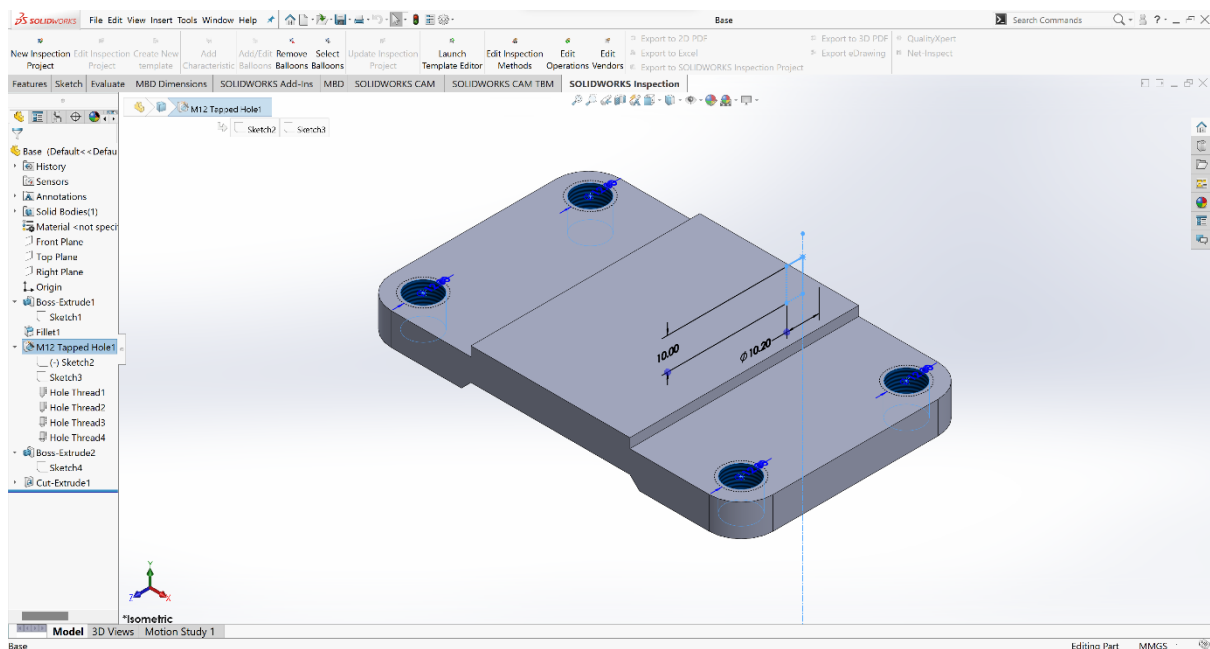 DS SOLIDWORKS File Edit View Insert Tools Window Help Base Search Commands
New Inspection Project Edit Inspection Project Create New template Add Characteristic Add/Edit Balloons Remove Balloons Select Balloons Update Inspection Project Launch Template Editor Edit Inspection Methods Edit Operations Edit Vendors
Export to 2D PDF Export to 3D PDF QualityXpert
Export to Excel Export eDrawing Net-Inspect
Export to SOLIDWORKS Inspection Project
Features Sketch Evaluate MBD Dimensions SOLIDWORKS Add-Ins MBD SOLIDWORKS CAM SOLIDWORKS CAM TBM SOLIDWORKS Inspection
M12 Tapped Hole1
Sketch2 Sketch3
Base (Default<<Defau
History
Sensors
Annotations
Solid Bodies(1)
Material <not speci
Front Plane
Top Plane
Right Plane
Origin
Boss-Extrude1
Sketch1
Fillet1
M12 Tapped Hole1
(-) Sketch2
Sketch3
Hole Thread1
Hole Thread2
Hole Thread3
Hole Thread4
Boss-Extrude2
Sketch4
Cut-Extrude1
10.00
Ø 10.20
Y
Z X
*Isometric
Model 3D Views Motion Study 1
Base Editing Part MMGS